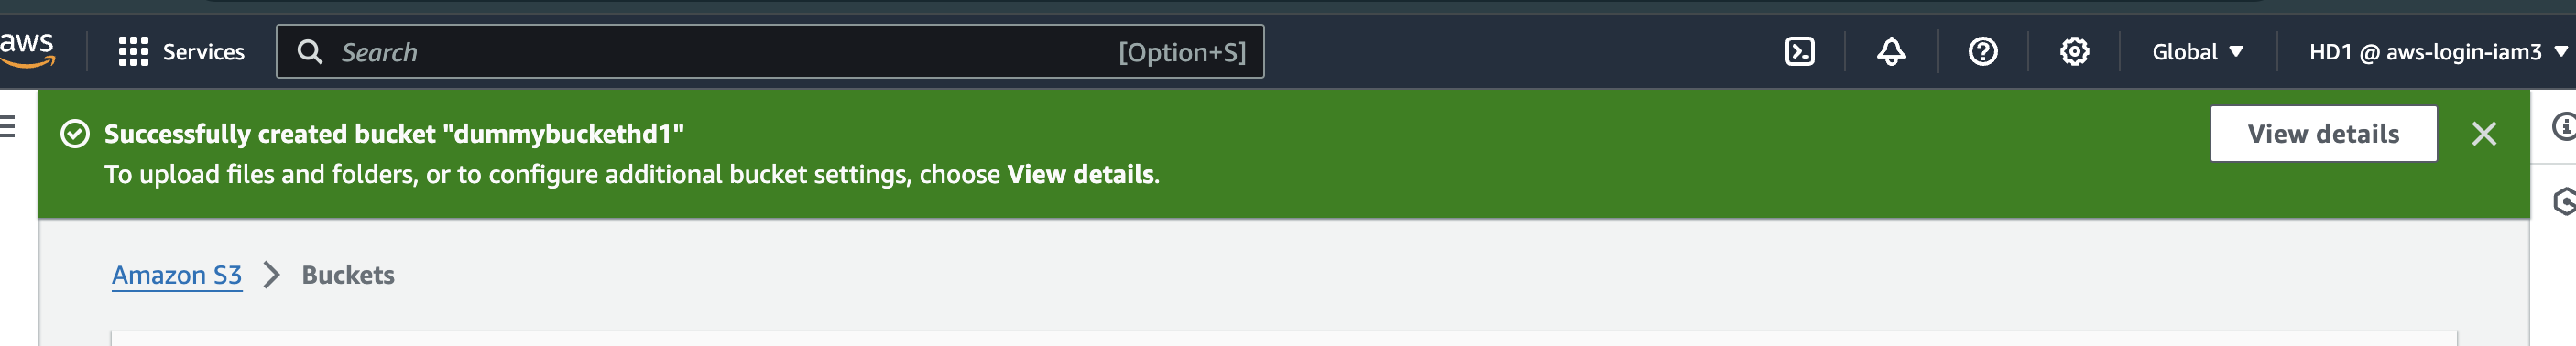 aws Services Search [Option+S] Global HD1 @ aws-login-iam3
Successfully created bucket "dummybuckethd1" View details
To upload files and folders, or to configure additional bucket settings, choose View details.
Amazon S3 Buckets